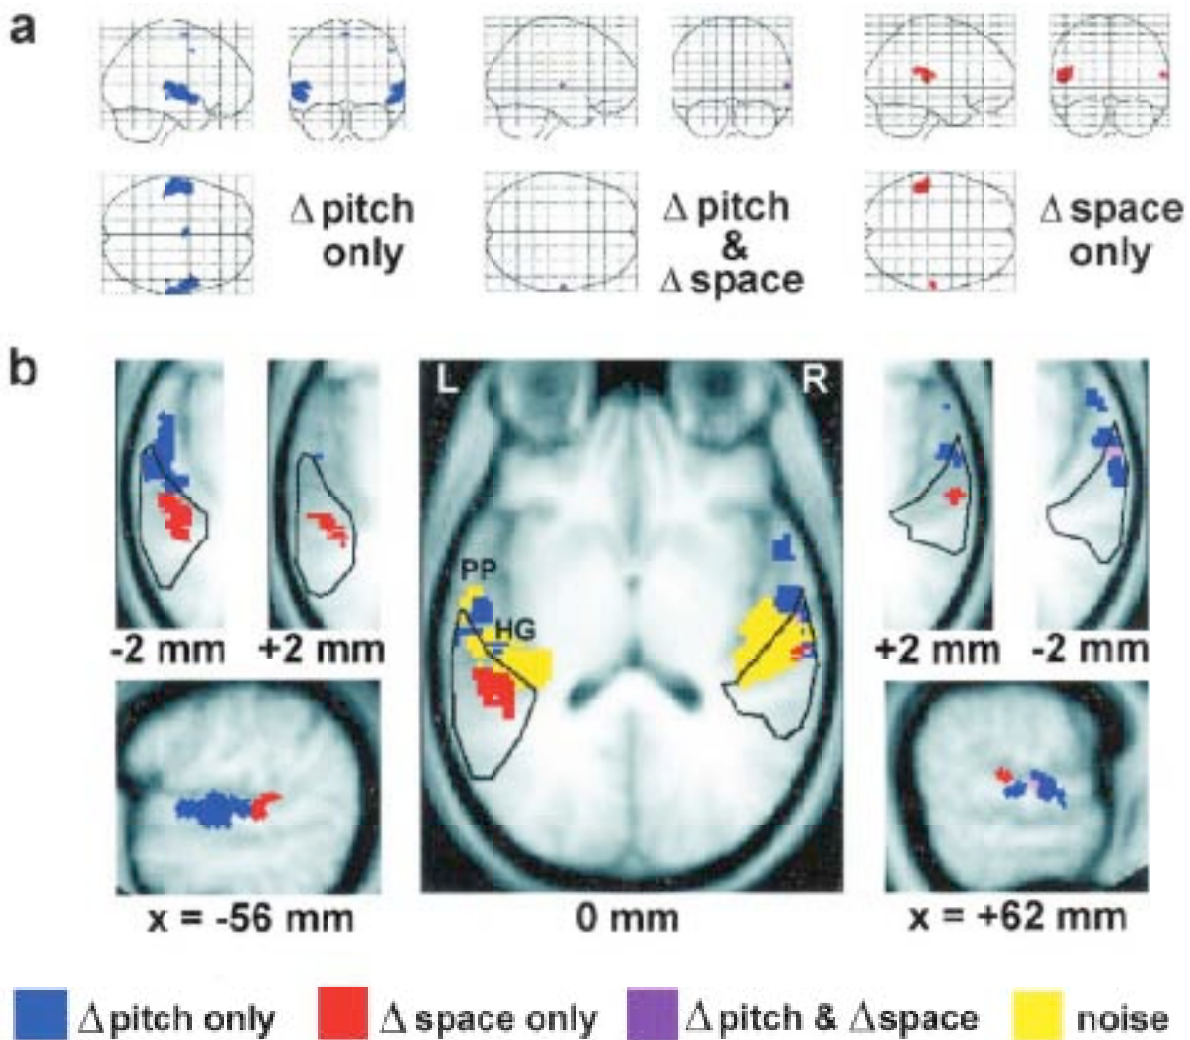 a
Δ pitch
only
Δ pitch
&
Δ space
Δ space
only
b
L
R
PP
HG
-2 mm
+2 mm
+2 mm
-2 mm
x = -56 mm
0 mm
x = +62 mm
Δ pitch only
Δ space only
Δ pitch & Δ space
noise